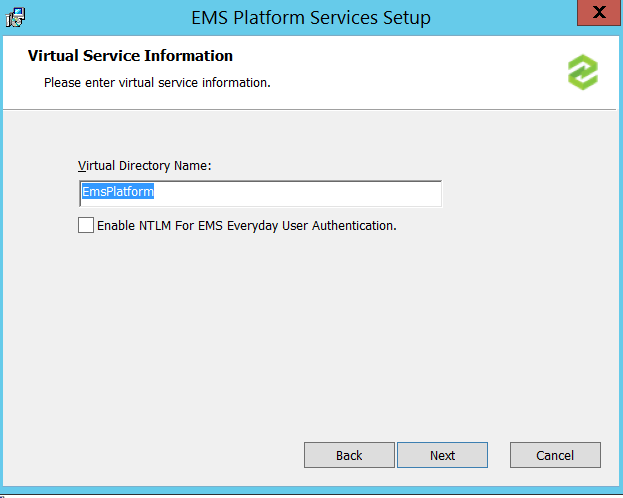 EMS Platform Services Setup
X
Virtual Service Information
Please enter virtual service information.
Virtual Directory Name:
EmsPlatform
Enable NTLM For EMS Everyday User Authentication.
Back
Next
Cancel